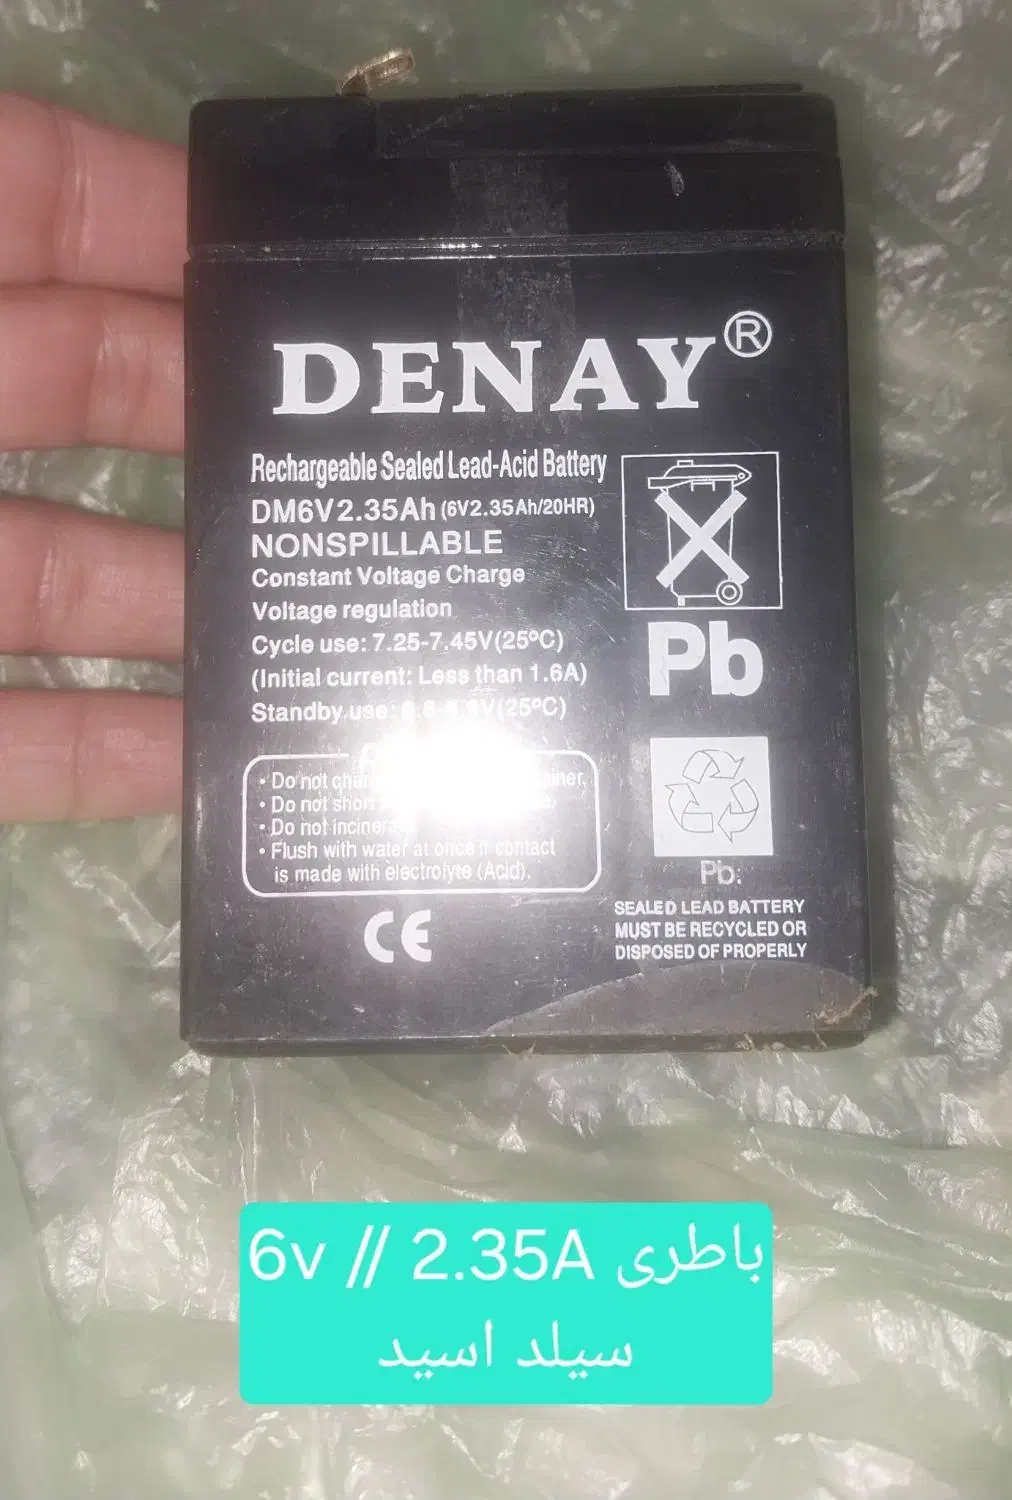 DENAY®
Rechargeable Sealed Lead-Acid Battery
DM6V2.35Ah (6V2.35Ah/20HR)
NONSPILLABLE
Constant Voltage Charge
Voltage regulation
Cycle use: 7.25-7.45V(25ºC)
(Initial current: Less than 1.6A)
Standby use: V(25ºC)
• Do not
• Do not short
• Do not
• Flush with water at once if contact
is made with electrolyte (Acid).
CE
Pb
Pb:
SEALED LEAD BATTERY
MUST BE RECYCLED OR
DISPOSED OF PROPERLY
باطری 6v // 2.35A
سیلد اسید